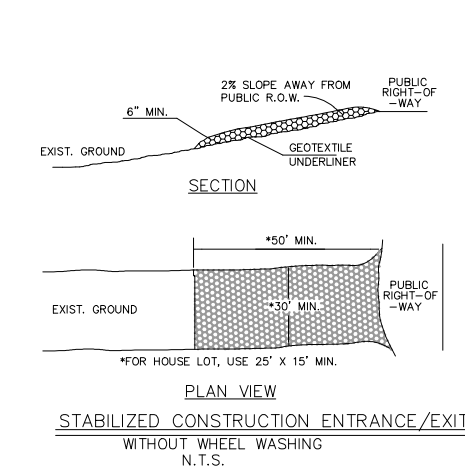 2% SLOPE AWAY FROM
PUBLIC R.O.W.
PUBLIC
RIGHT-OF
-WAY
6" MIN.
EXIST. GROUND
GEOTEXTILE
UNDERLINER
SECTION
*50' MIN.
EXIST. GROUND
*30' MIN.
PUBLIC
RIGHT-OF
-WAY
*FOR HOUSE LOT, USE 25' X 15' MIN.
PLAN VIEW
STABILIZED CONSTRUCTION ENTRANCE/EXIT
WITHOUT WHEEL WASHING
N.T.S.